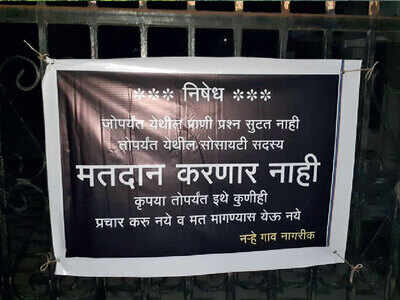 *** निषेध ***
जोपर्यंत येथील प्राणी प्रश्न सुटत नाही
तोपर्यंत येथील सोसायटी सदस्य
मतदान करणार नाही
कृपया तोपर्यंत इथे कुणीही
प्रचार करु नये व मत मागण्यास येऊ नये
नऱ्हे गाव नागरीक